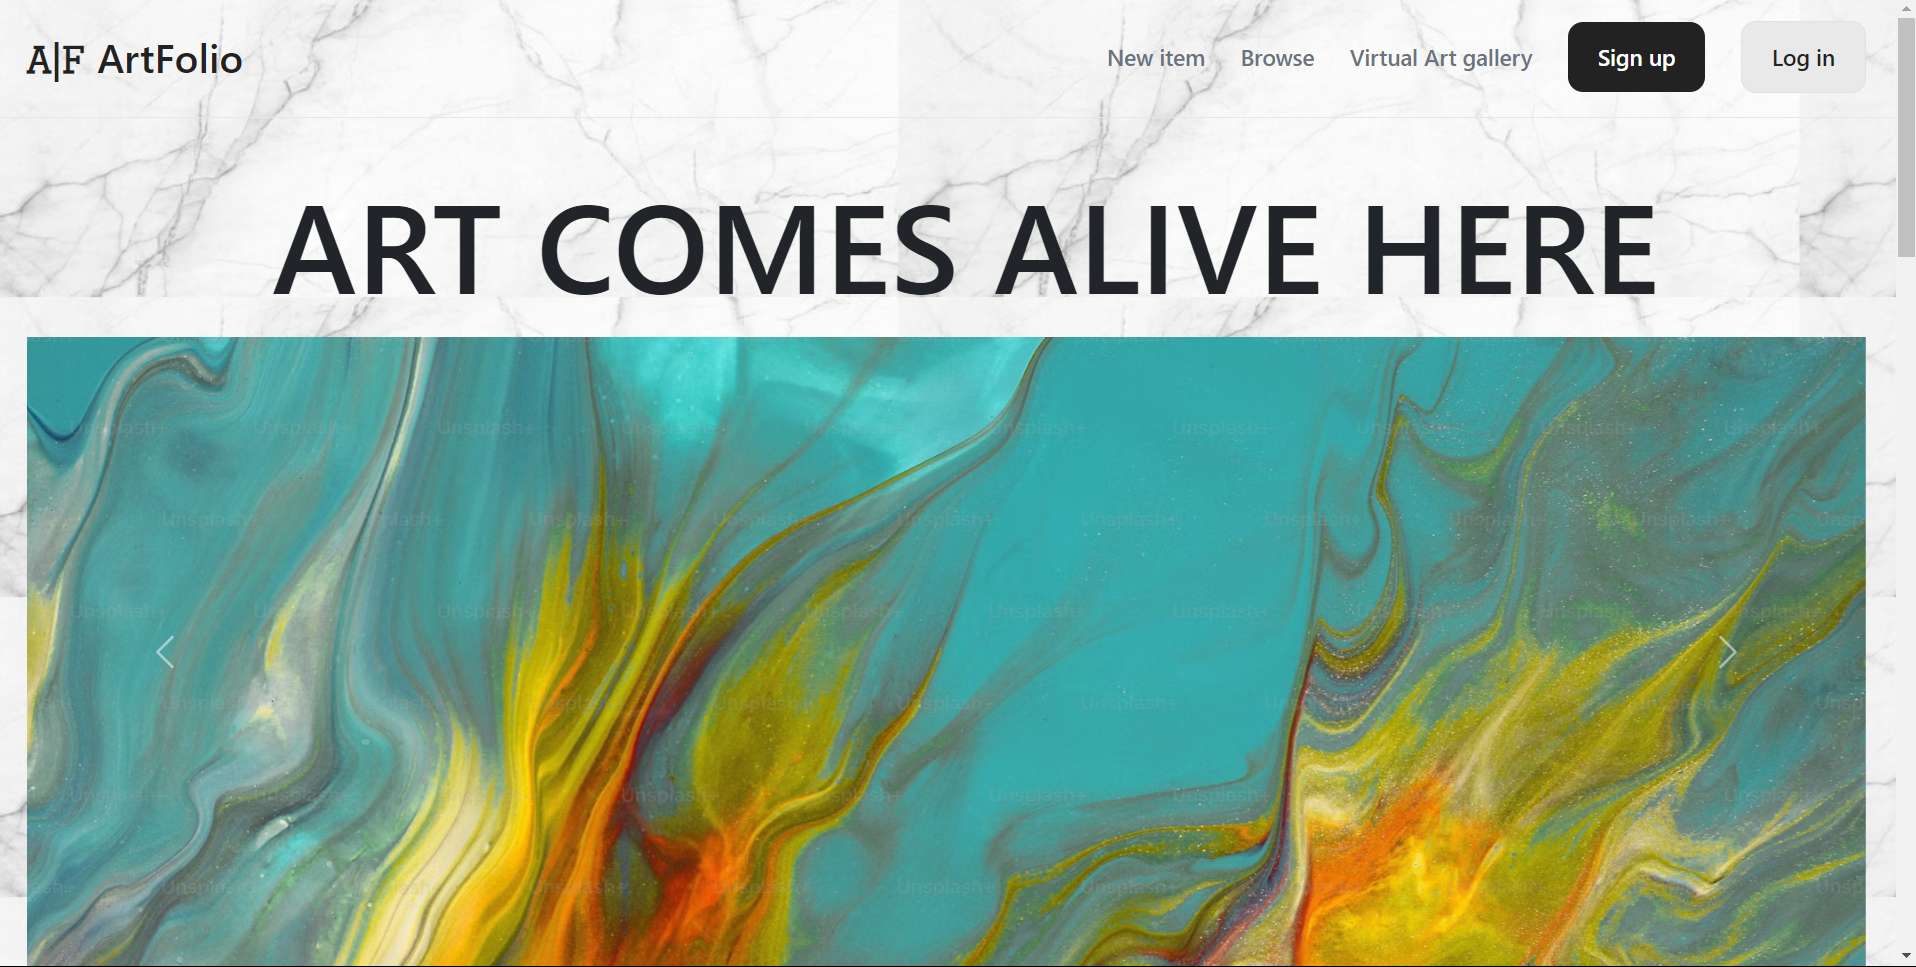 A|F ArtFolio
New item Browse Virtual Art gallery Sign up Log in
ART COMES ALIVE HERE
Unsplash+ Unsplash+ Unsplash+ Unsplash+ Unsplash+ Unsplash+ Unsplash+